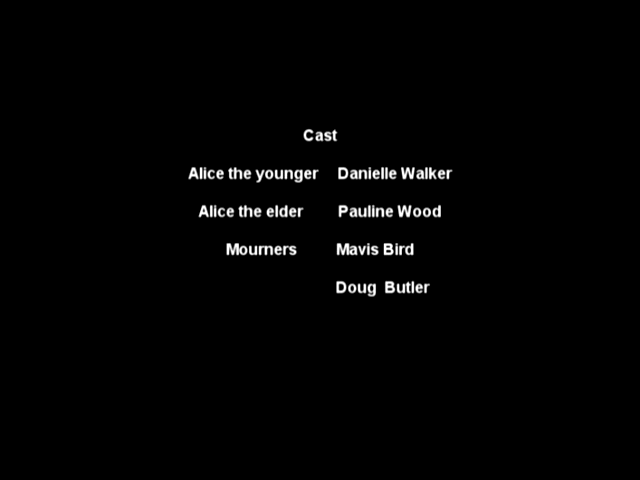 Cast
Alice the younger Danielle Walker
Alice the elder Pauline Wood
Mourners Mavis Bird
Doug Butler